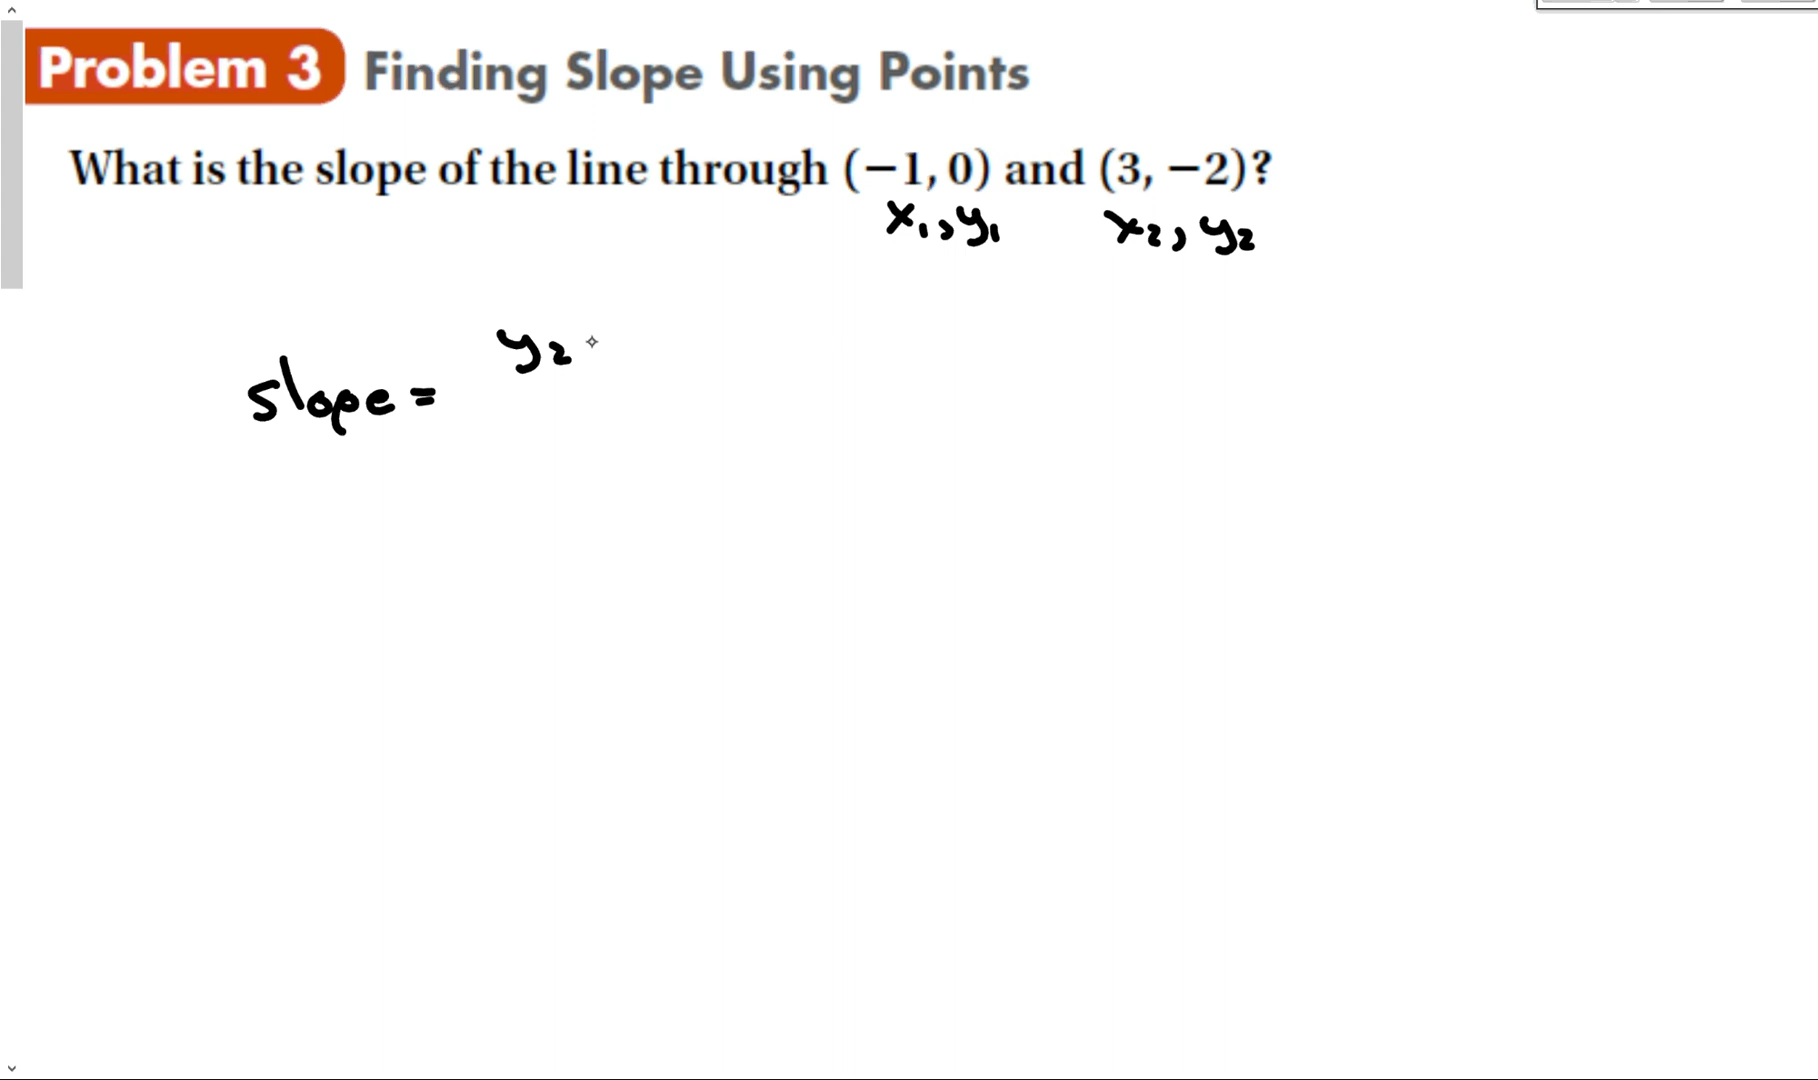 Problem 3 Finding Slope Using Points
What is the slope of the line through (−1, 0) and (3, −2)?
x₁, y₁ x₂, y₂
y₂
slope =